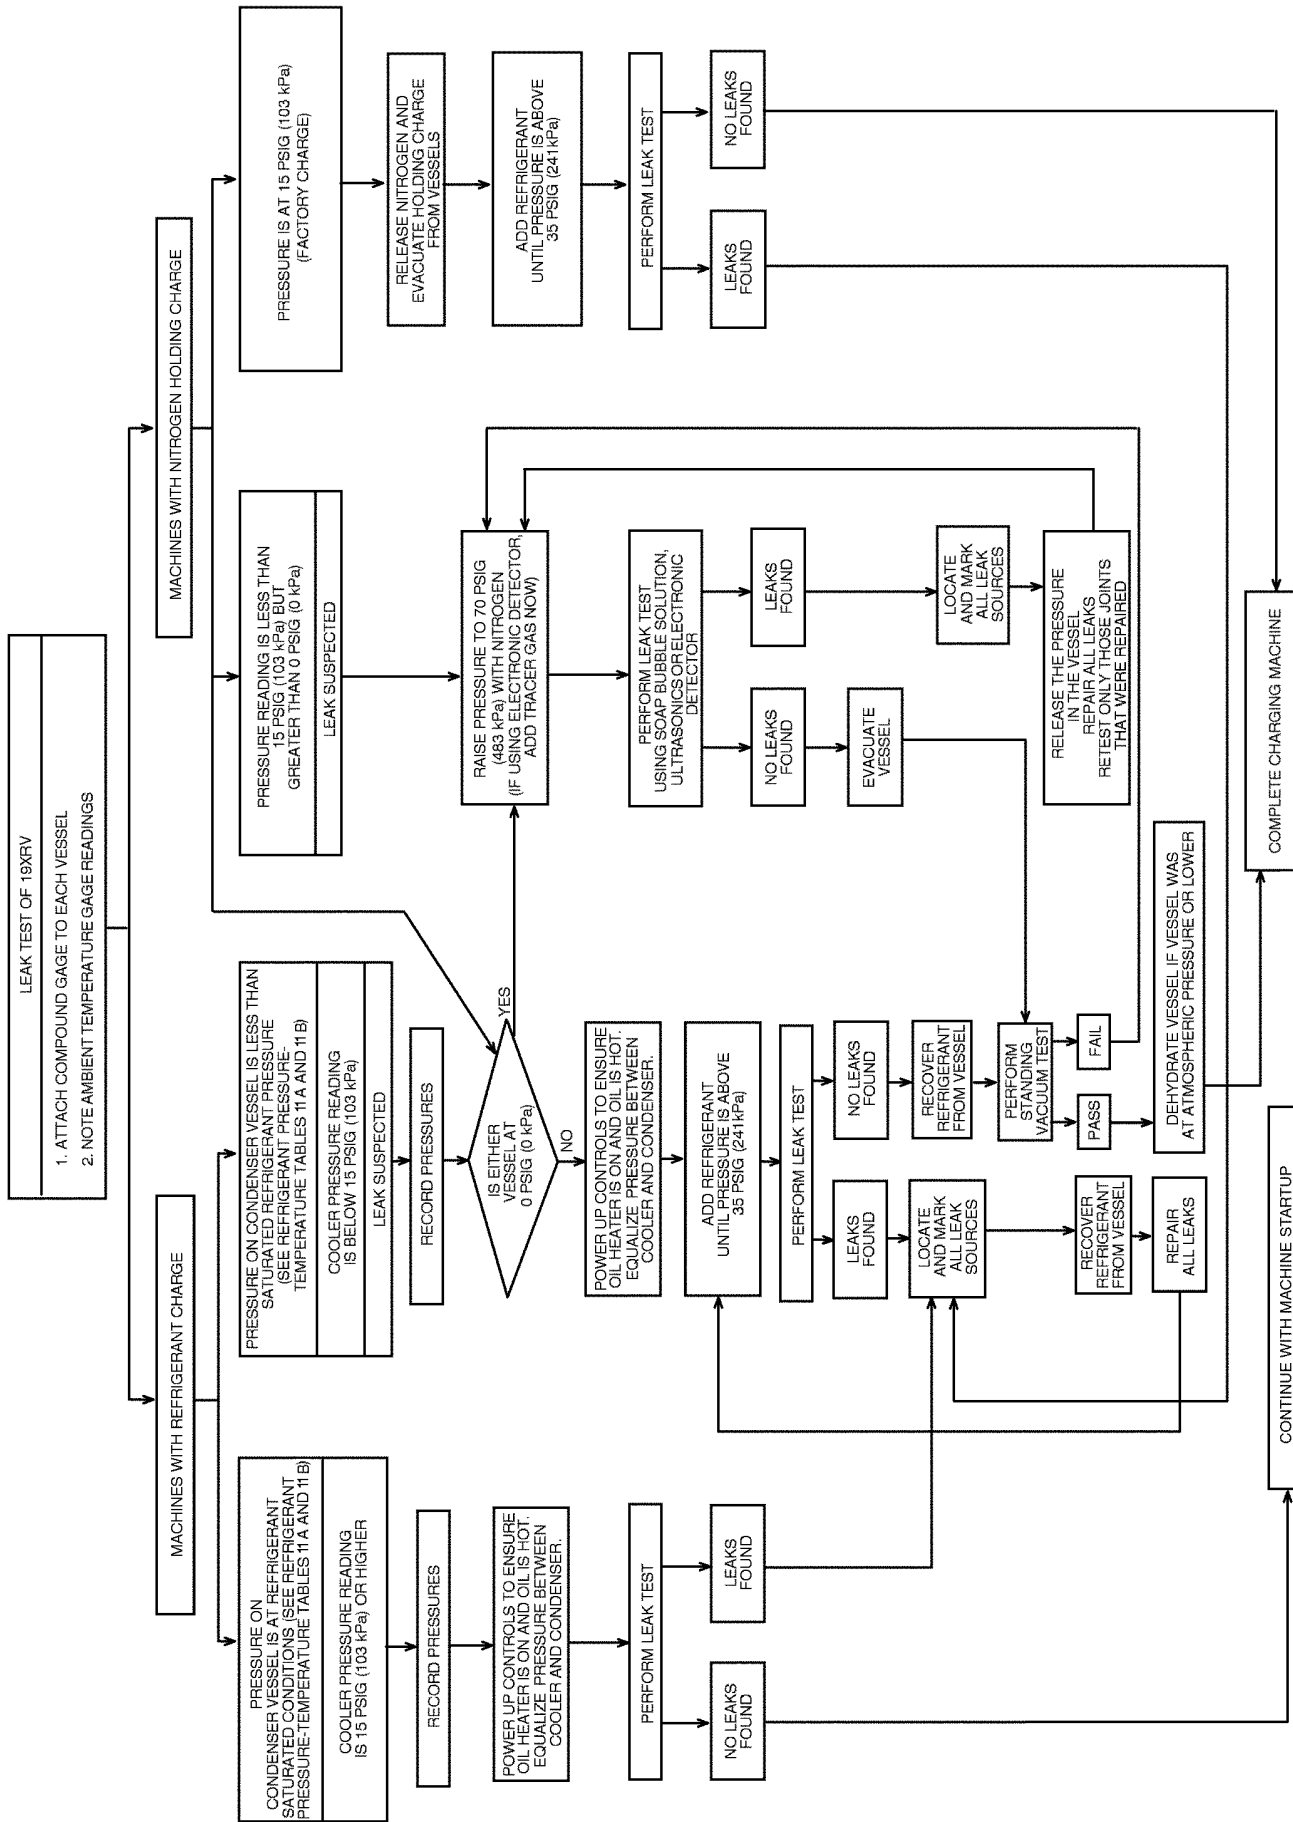 LEAK TEST OF 19XRV
1. ATTACH COMPOUND GAGE TO EACH VESSEL
2. NOTE AMBIENT TEMPERATURE GAGE READINGS
MACHINES WITH REFRIGERANT CHARGE
MACHINES WITH NITROGEN HOLDING CHARGE
PRESSURE ON
CONDENSER VESSEL IS AT REFRIGERANT
SATURATED CONDITIONS (SEE REFRIGERANT
PRESSURE-TEMPERATURE TABLES 11A AND 11B)
COOLER PRESSURE READING
IS 15 PSIG (103 kPa) OR HIGHER
RECORD PRESSURES
POWER UP CONTROLS TO ENSURE
OIL HEATER IS ON AND OIL IS HOT.
EQUALIZE PRESSURE BETWEEN
COOLER AND CONDENSER.
PERFORM LEAK TEST
NO LEAKS
FOUND
LEAKS
FOUND
PRESSURE ON CONDENSER VESSEL IS LESS THAN
SATURATED REFRIGERANT PRESSURE
(SEE REFRIGERANT PRESSURE-
TEMPERATURE TABLES 11A AND 11B)
COOLER PRESSURE READING
IS BELOW 15 PSIG (103 kPa)
LEAK SUSPECTED
RECORD PRESSURES
IS EITHER
VESSEL AT
0 PSIG (0 kPa)
YES
NO
POWER UP CONTROLS TO ENSURE
OIL HEATER IS ON AND OIL IS HOT.
EQUALIZE PRESSURE BETWEEN
COOLER AND CONDENSER.
ADD REFRIGERANT
UNTIL PRESSURE IS ABOVE
35 PSIG (241kPa)
PERFORM LEAK TEST
LEAKS
FOUND
NO LEAKS
FOUND
LOCATE
AND MARK
ALL LEAK
SOURCES
RECOVER
REFRIGERANT
FROM VESSEL
RECOVER
REFRIGERANT
FROM VESSEL
REPAIR
ALL LEAKS
PERFORM
STANDING
VACUUM TEST
PASS
FAIL
DEHYDRATE VESSEL IF VESSEL WAS
AT ATMOSPHERIC PRESSURE OR LOWER
PRESSURE READING IS LESS THAN
15 PSIG (103 kPa) BUT
GREATER THAN 0 PSIG (0 kPa)
LEAK SUSPECTED
RAISE PRESSURE TO 70 PSIG
(483 kPa) WITH NITROGEN
(IF USING ELECTRONIC DETECTOR,
ADD TRACER GAS NOW)
PERFORM LEAK TEST
USING SOAP BUBBLE SOLUTION,
ULTRASONICS OR ELECTRONIC
DETECTOR
NO LEAKS
FOUND
LEAKS
FOUND
EVACUATE
VESSEL
LOCATE
AND MARK
ALL LEAK
SOURCES
RELEASE THE PRESSURE
IN THE VESSEL
REPAIR ALL LEAKS
RETEST ONLY THOSE JOINTS
THAT WERE REPAIRED
PRESSURE IS AT 15 PSIG (103 kPa)
(FACTORY CHARGE)
RELEASE NITROGEN AND
EVACUATE HOLDING CHARGE
FROM VESSELS
ADD REFRIGERANT
UNTIL PRESSURE IS ABOVE
35 PSIG (241kPa)
PERFORM LEAK TEST
LEAKS
FOUND
NO LEAKS
FOUND
CONTINUE WITH MACHINE STARTUP
COMPLETE CHARGING MACHINE